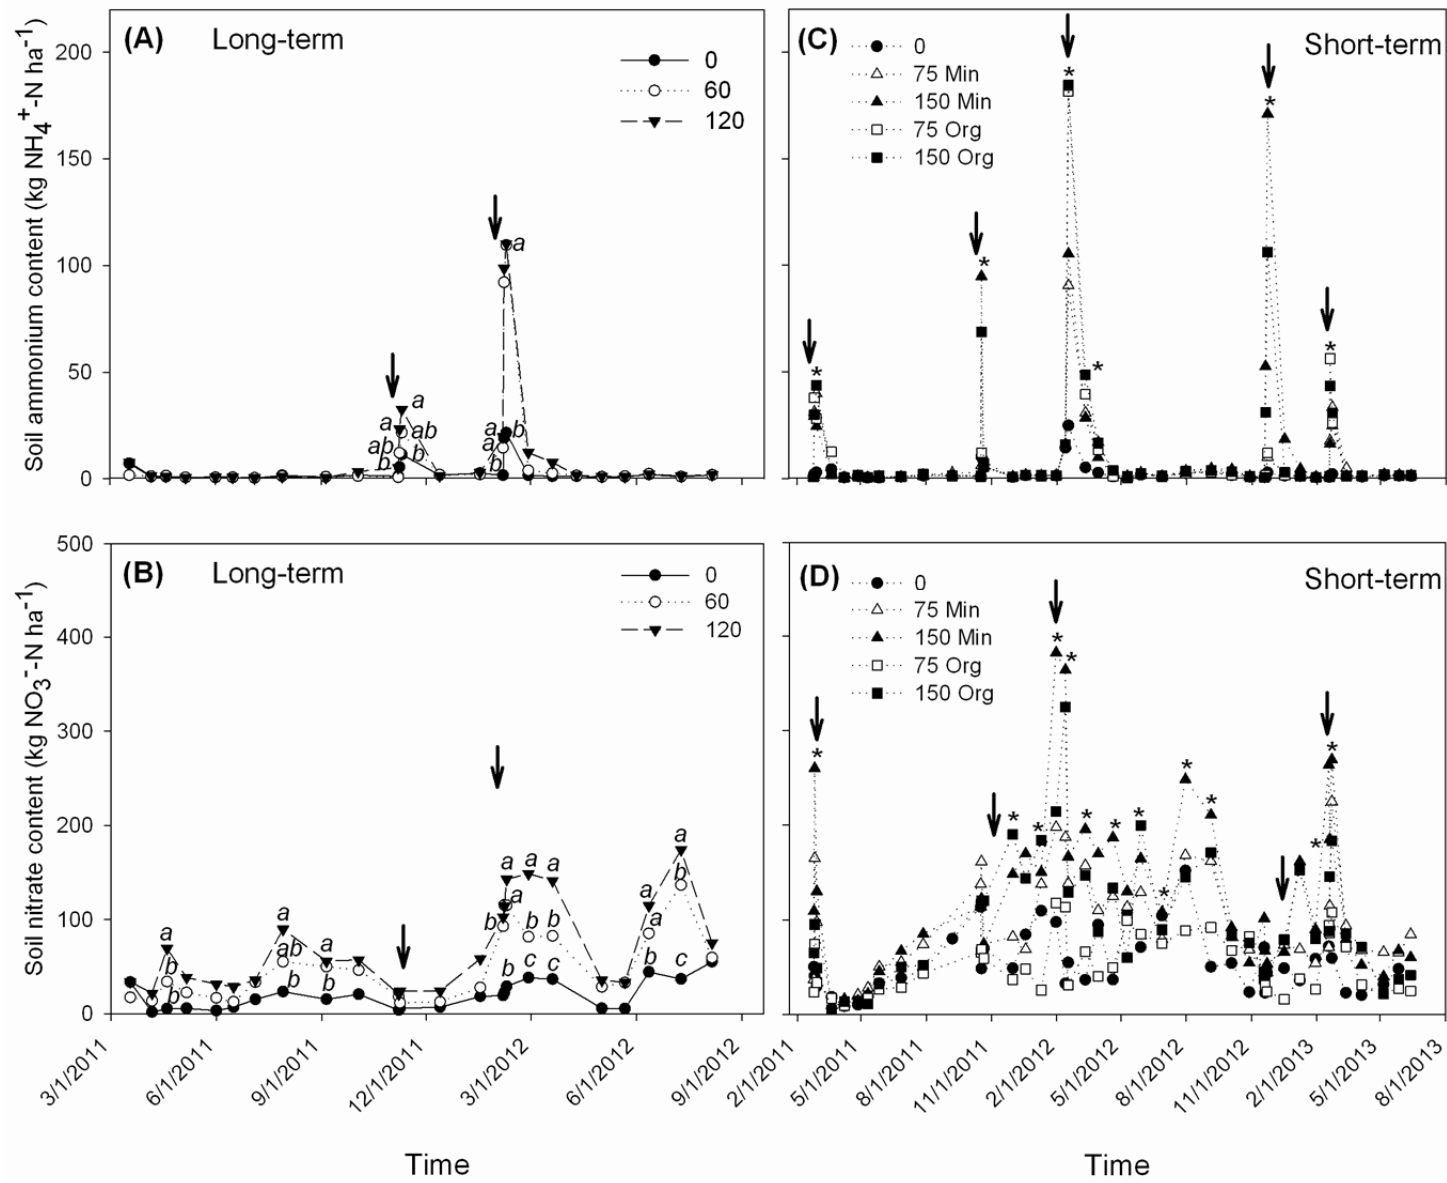 (A) Long-term
Soil ammonium content (kg NH4+-N ha-1)
200
150
100
50
0
0
60
120
a
a
ab
ab
b
b
a
a
a
b
b
(C) Short-term
0
75 Min
150 Min
75 Org
150 Org
*
*
*
*
*
*
(B) Long-term
Soil nitrate content (kg NO3--N ha-1)
500
400
300
200
100
0
0
60
120
a
b
b
a
ab
b
a
b
a
a
b
b
a
b
c
a
b
c
a
a
b
a
b
c
3/1/2011
6/1/2011
9/1/2011
12/1/2011
3/1/2012
6/1/2012
9/1/2012
Time
(D) Short-term
0
75 Min
150 Min
75 Org
150 Org
*
*
*
*
*
*
*
*
*
*
*
*
*
2/1/2011
5/1/2011
8/1/2011
11/1/2011
2/1/2012
5/1/2012
8/1/2012
11/1/2012
2/1/2013
5/1/2013
8/1/2013
Time